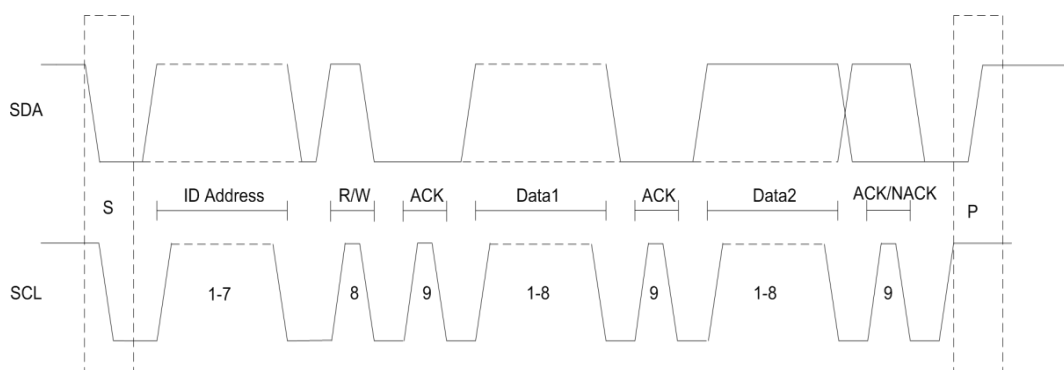 SDA
S
ID Address
R/W
ACK
Data1
ACK
Data2
ACK/NACK
P
SCL
1-7
8
9
1-8
9
1-8
9